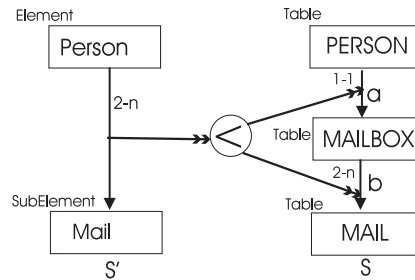 Element
Person
2-n
SubElement
Mail
S'
<
Table
PERSON
1-1
a
Table
MAILBOX
2-n
b
Table
MAIL
S